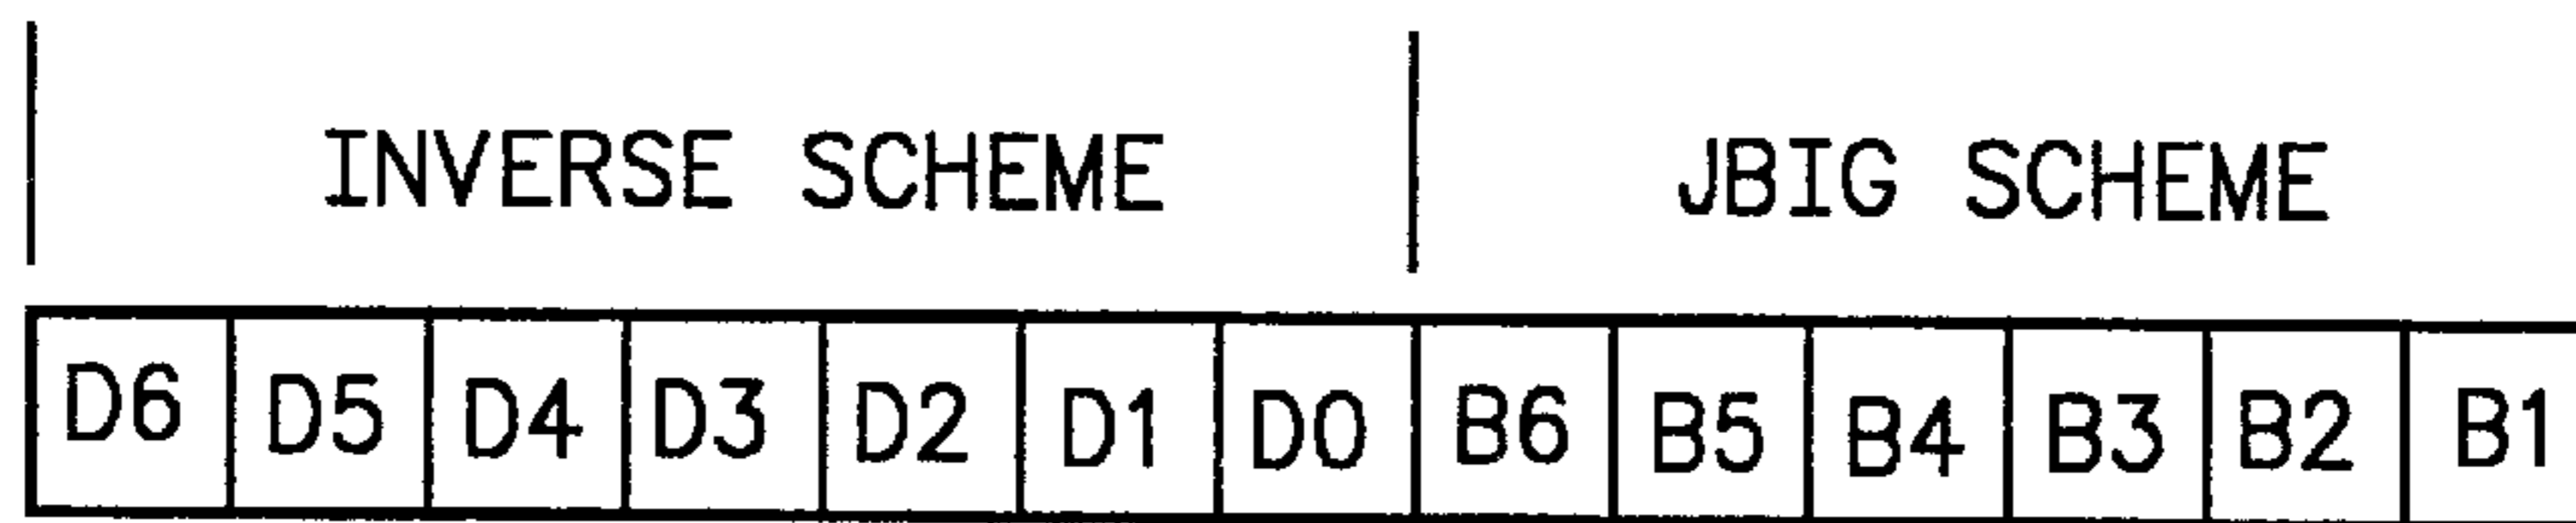 INVERSE SCHEME JBIG SCHEME
D6 D5 D4 D3 D2 D1 D0 B6 B5 B4 B3 B2 B1